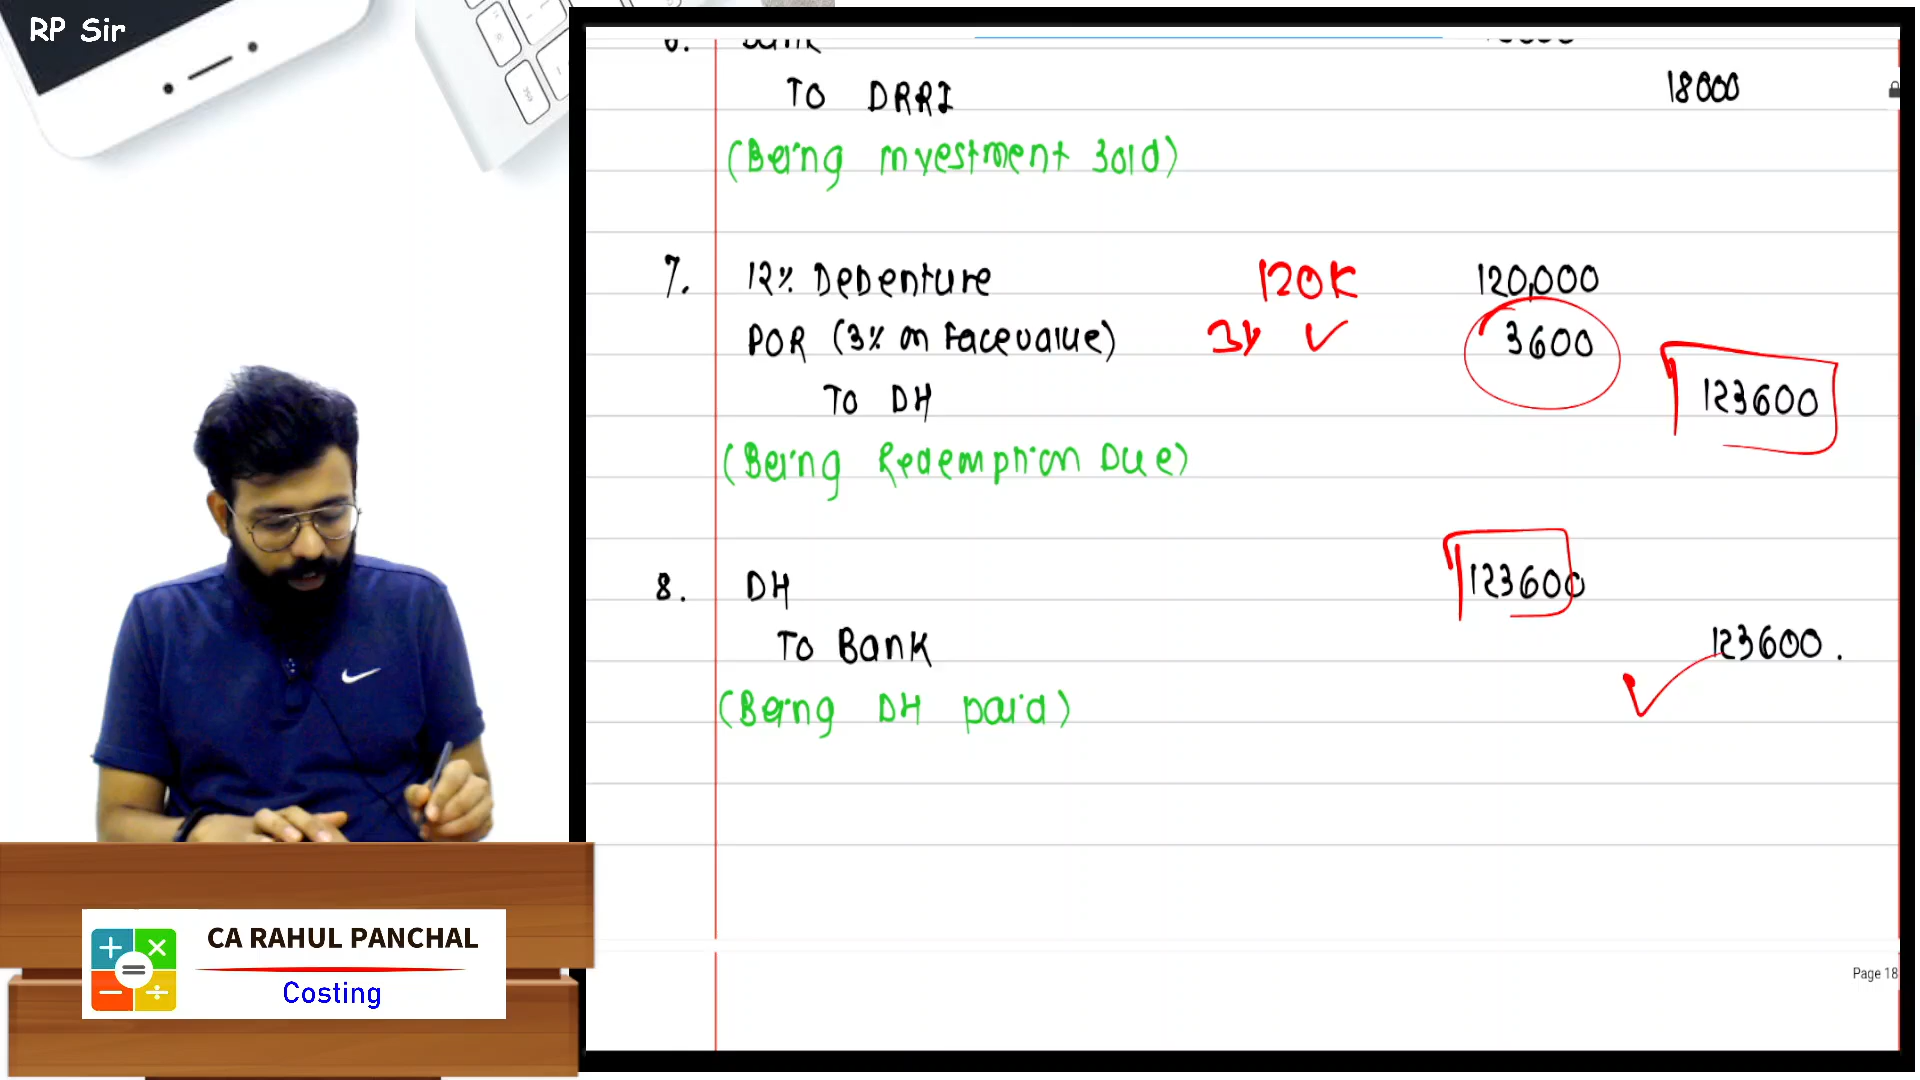 RP Sir
6. Bank
To DRRI 18000
(Being investment sold)
7. 12% Debenture 120K 120,000
POR (3% on Facevalue) 3% ✓ 3600
To DH 123600
(Being Redemption Due)
8. DH 123600
To Bank 123600.
(Being DH paid)
CA RAHUL PANCHAL
Costing
Page 18